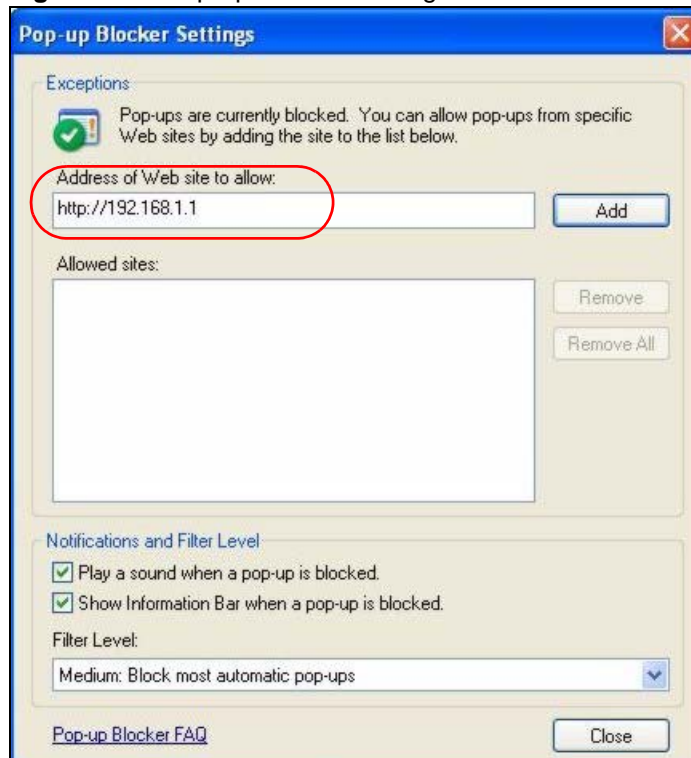 Pop-up Blocker Settings
Exceptions
Pop-ups are currently blocked. You can allow pop-ups from specific
Web sites by adding the site to the list below.
Address of Web site to allow:
http://192.168.1.1
Add
Allowed sites:
Remove
Remove All
Notifications and Filter Level
Play a sound when a pop-up is blocked.
Show Information Bar when a pop-up is blocked.
Filter Level:
Medium: Block most automatic pop-ups
Pop-up Blocker FAQ
Close